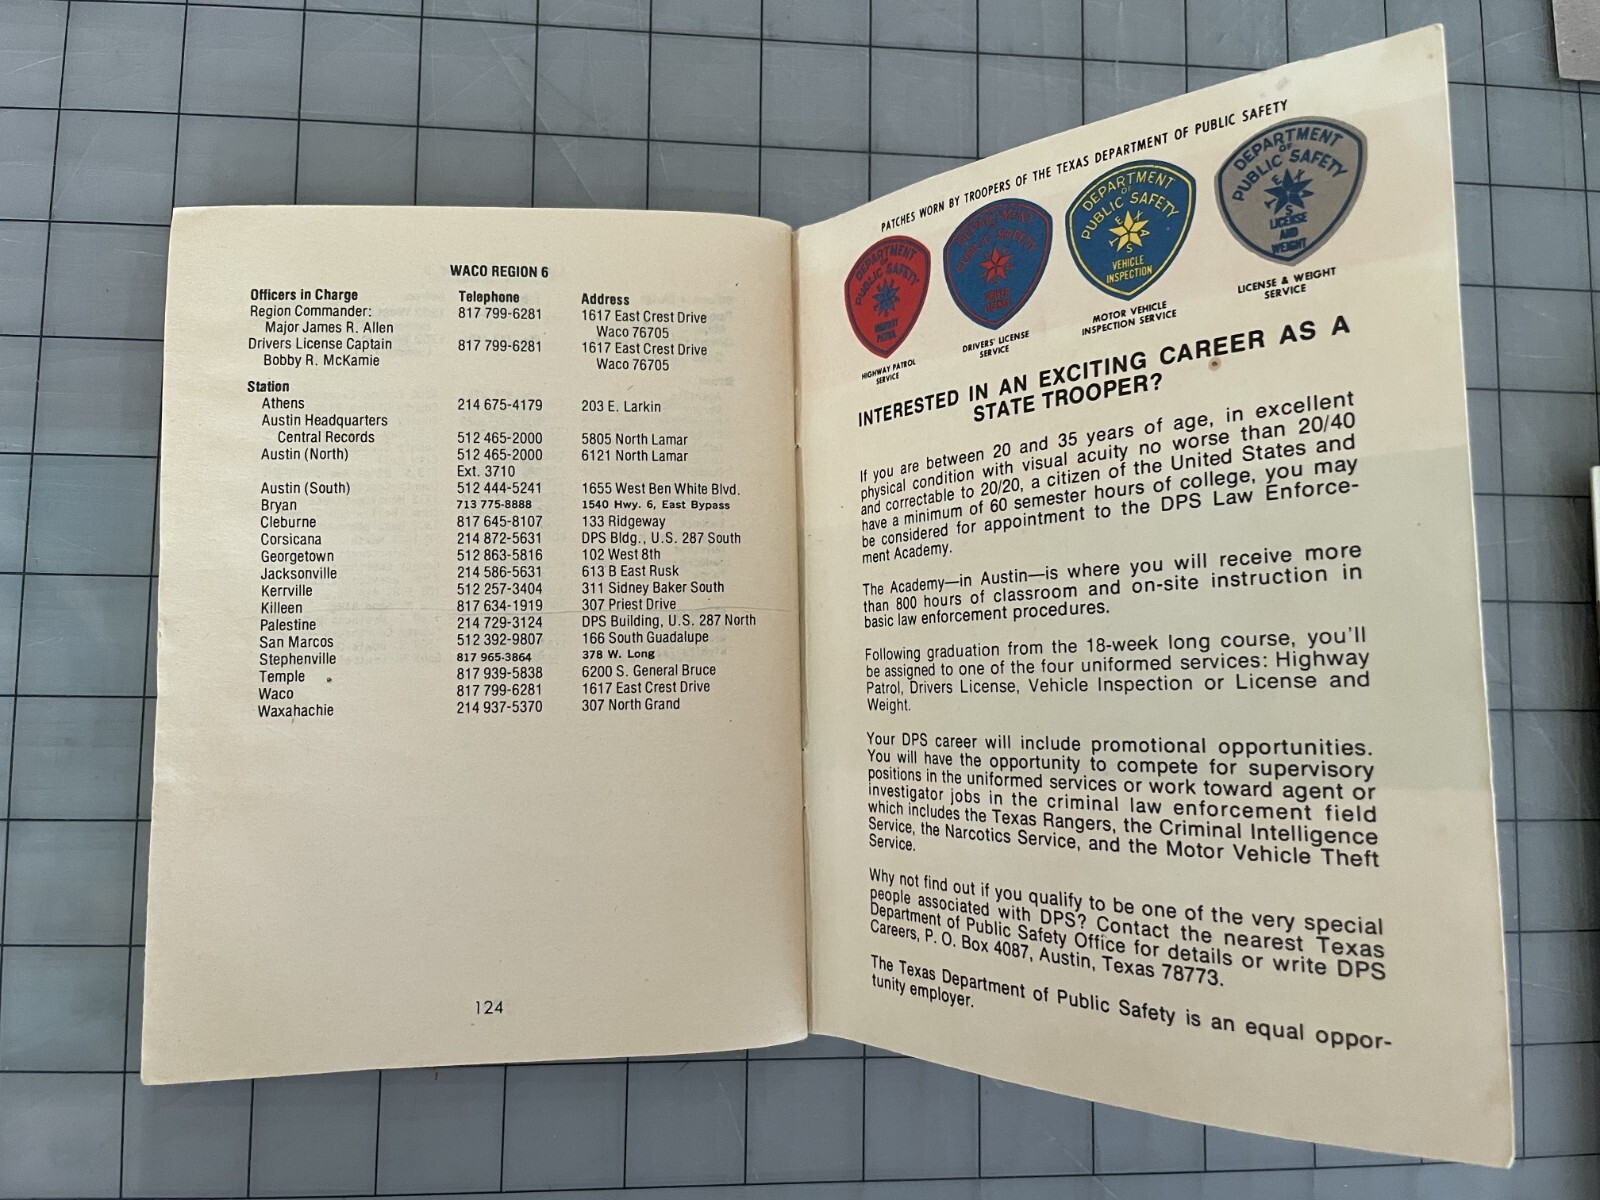 WACO REGION 6
Officers in Charge Telephone Address
Region Commander: 817 799-6281 1617 East Crest Drive
Major James R. Allen Waco 76705
Drivers License Captain 817 799-6281 1617 East Crest Drive
Bobby R. McKamie Waco 76705
Station
Athens 214 675-4179 203 E. Larkin
Austin Headquarters
Central Records 512 465-2000 5805 North Lamar
Austin (North) 512 465-2000 6121 North Lamar
Ext. 3710
Austin (South) 512 444-5241 1655 West Ben White Blvd.
Bryan 713 775-8888 1540 Hwy. 6, East Bypass
Cleburne 817 645-8107 133 Ridgeway
Corsicana 214 872-5631 DPS Bldg., U.S. 287 South
Georgetown 512 863-5816 102 West 8th
Jacksonville 214 586-5631 613 B East Rusk
Kerrville 512 257-3404 311 Sidney Baker South
Killeen 817 634-1919 307 Priest Drive
Palestine 214 729-3124 DPS Building, U.S. 287 North
San Marcos 512 392-9807 166 South Guadalupe
Stephenville 817 965-3864 378 W. Long
Temple 817 939-5838 6200 S. General Bruce
Waco 817 799-6281 1617 East Crest Drive
Waxahachie 214 937-5370 307 North Grand
124
PATCHES WORN BY TROOPERS OF THE TEXAS DEPARTMENT OF PUBLIC SAFETY
DEPARTMENT
OF
PUBLIC SAFETY
TEXAS
HIGHWAY
PATROL
HIGHWAY PATROL
SERVICE
DEPARTMENT
OF
PUBLIC SAFETY
TEXAS
DRIVER
LICENSE
DRIVERS' LICENSE
SERVICE
DEPARTMENT
OF
PUBLIC SAFETY
TEXAS
VEHICLE
INSPECTION
MOTOR VEHICLE
INSPECTION SERVICE
DEPARTMENT
OF
PUBLIC SAFETY
TEXAS
LICENSE
AND
WEIGHT
LICENSE & WEIGHT
SERVICE
INTERESTED IN AN EXCITING CAREER AS A
STATE TROOPER?
If you are between 20 and 35 years of age, in excellent
physical condition with visual acuity no worse than 20/40
and correctable to 20/20, a citizen of the United States and
have a minimum of 60 semester hours of college, you may
be considered for appointment to the DPS Law Enforce-
ment Academy.
The Academy—in Austin—is where you will receive more
than 800 hours of classroom and on-site instruction in
basic law enforcement procedures.
Following graduation from the 18-week long course, you'll
be assigned to one of the four uniformed services: Highway
Patrol, Drivers License, Vehicle Inspection or License and
Weight.
Your DPS career will include promotional opportunities.
You will have the opportunity to compete for supervisory
positions in the uniformed services or work toward agent or
investigator jobs in the criminal law enforcement field
which includes the Texas Rangers, the Criminal Intelligence
Service, the Narcotics Service, and the Motor Vehicle Theft
Service.
Why not find out if you qualify to be one of the very special
people associated with DPS? Contact the nearest Texas
Department of Public Safety Office for details or write DPS
Careers, P. O. Box 4087, Austin, Texas 78773.
The Texas Department of Public Safety is an equal oppor-
tunity employer.